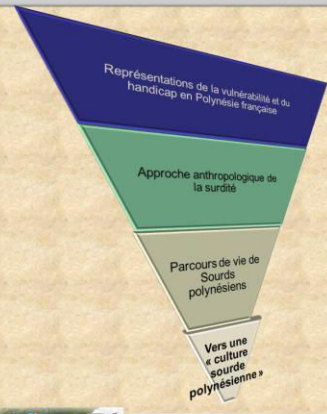 Représentations de la vulnérabilité et du
handicap en Polynésie française
Approche anthropologique de
la surdité
Parcours de vie de
Sourds
polynésiens
Vers une
« culture
sourde
polynésienne »